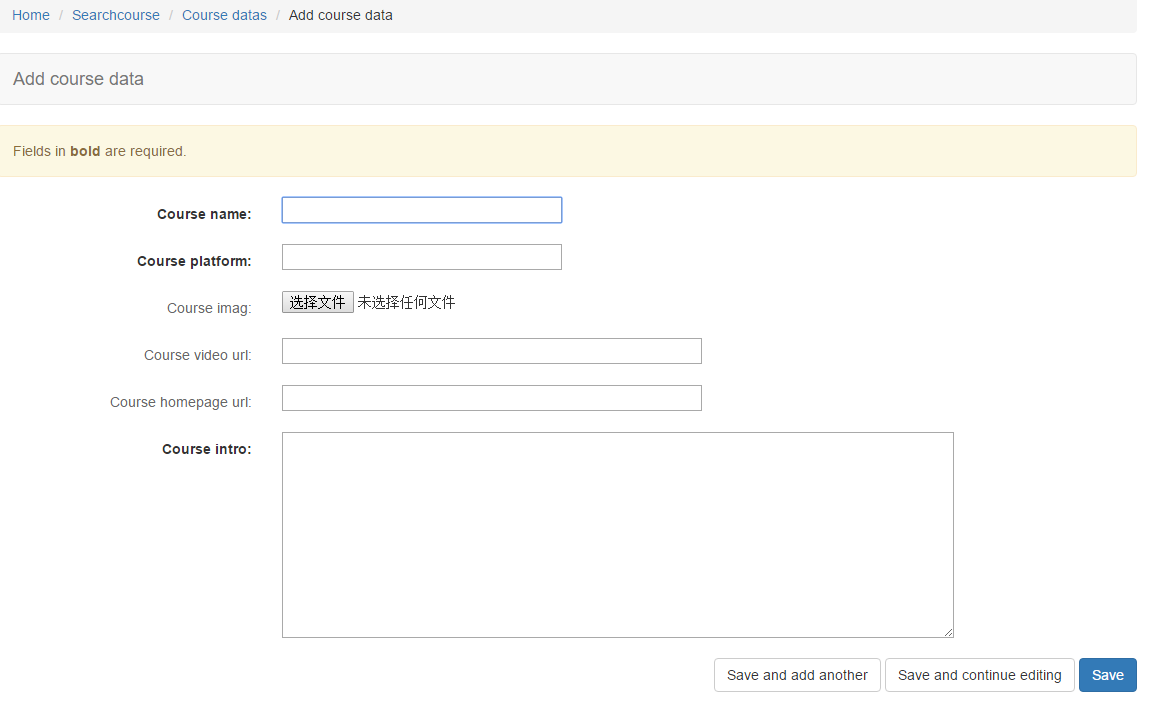 Home / Searchcourse / Course datas / Add course data
Add course data
Fields in bold are required.
Course name:
Course platform:
Course imag: 选择文件 未选择任何文件
Course video url:
Course homepage url:
Course intro:
Save and add another Save and continue editing Save